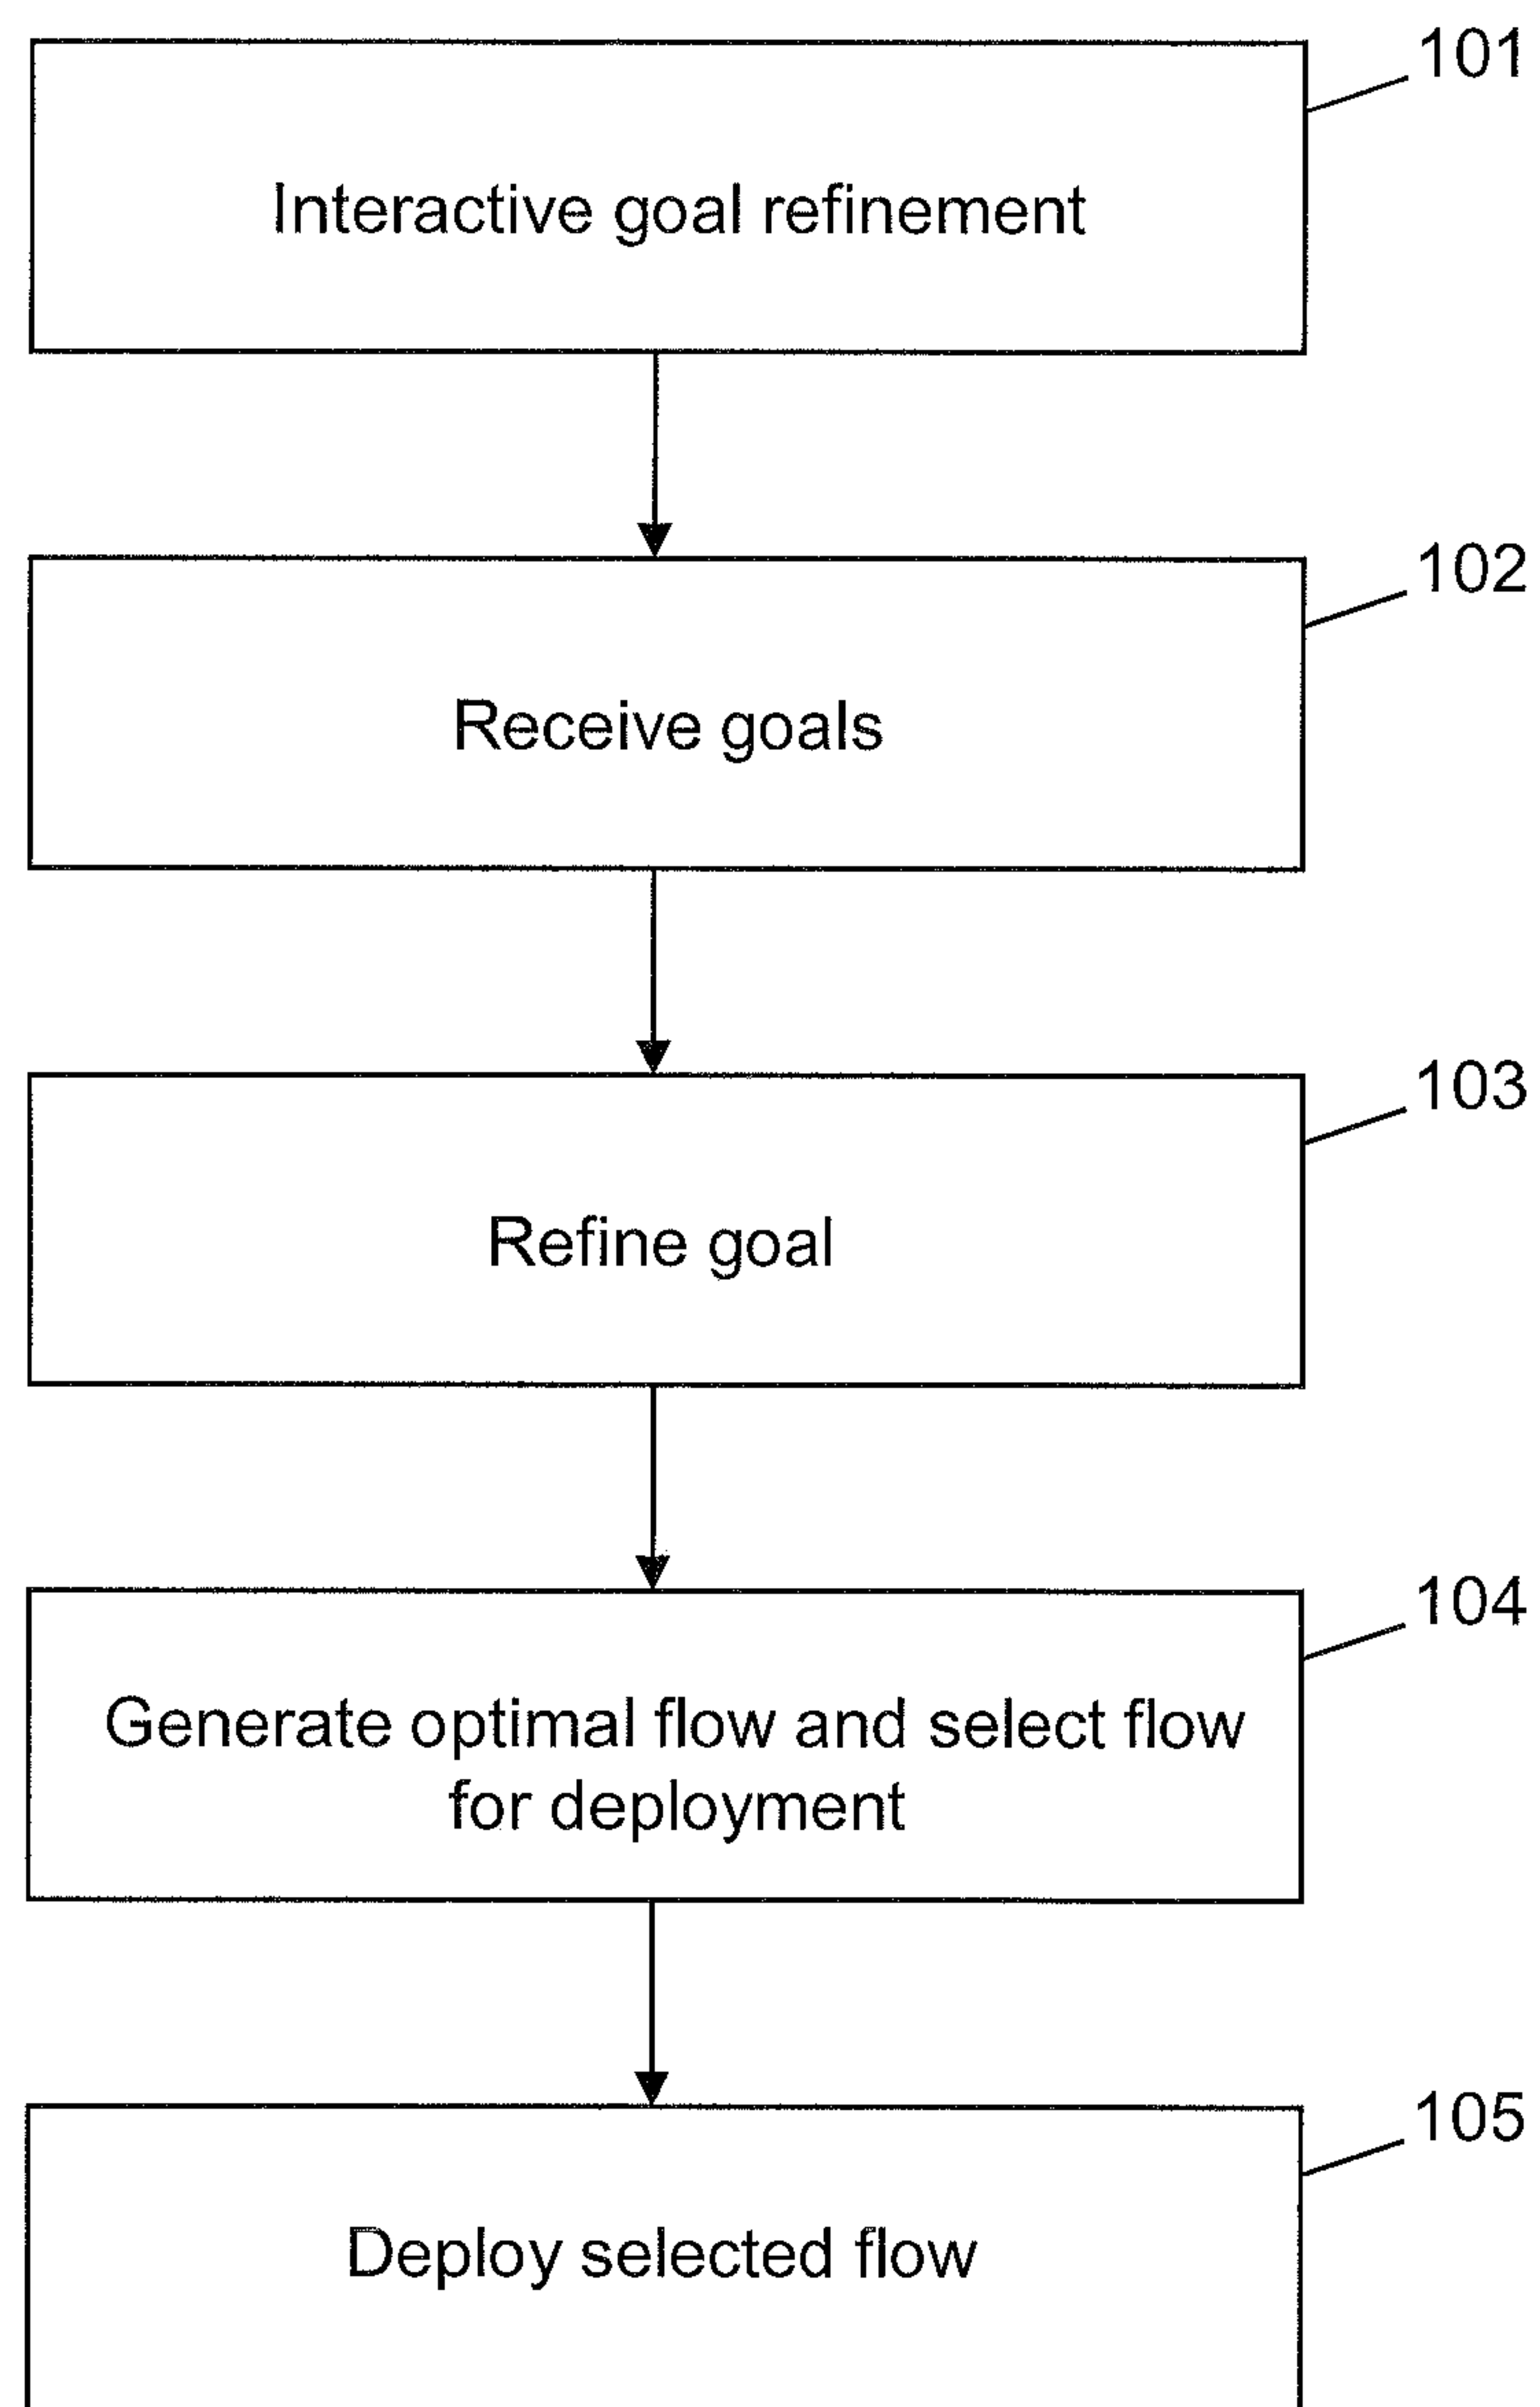 101
Interactive goal refinement
102
Receive goals
103
Refine goal
104
Generate optimal flow and select flow
for deployment
105
Deploy selected flow